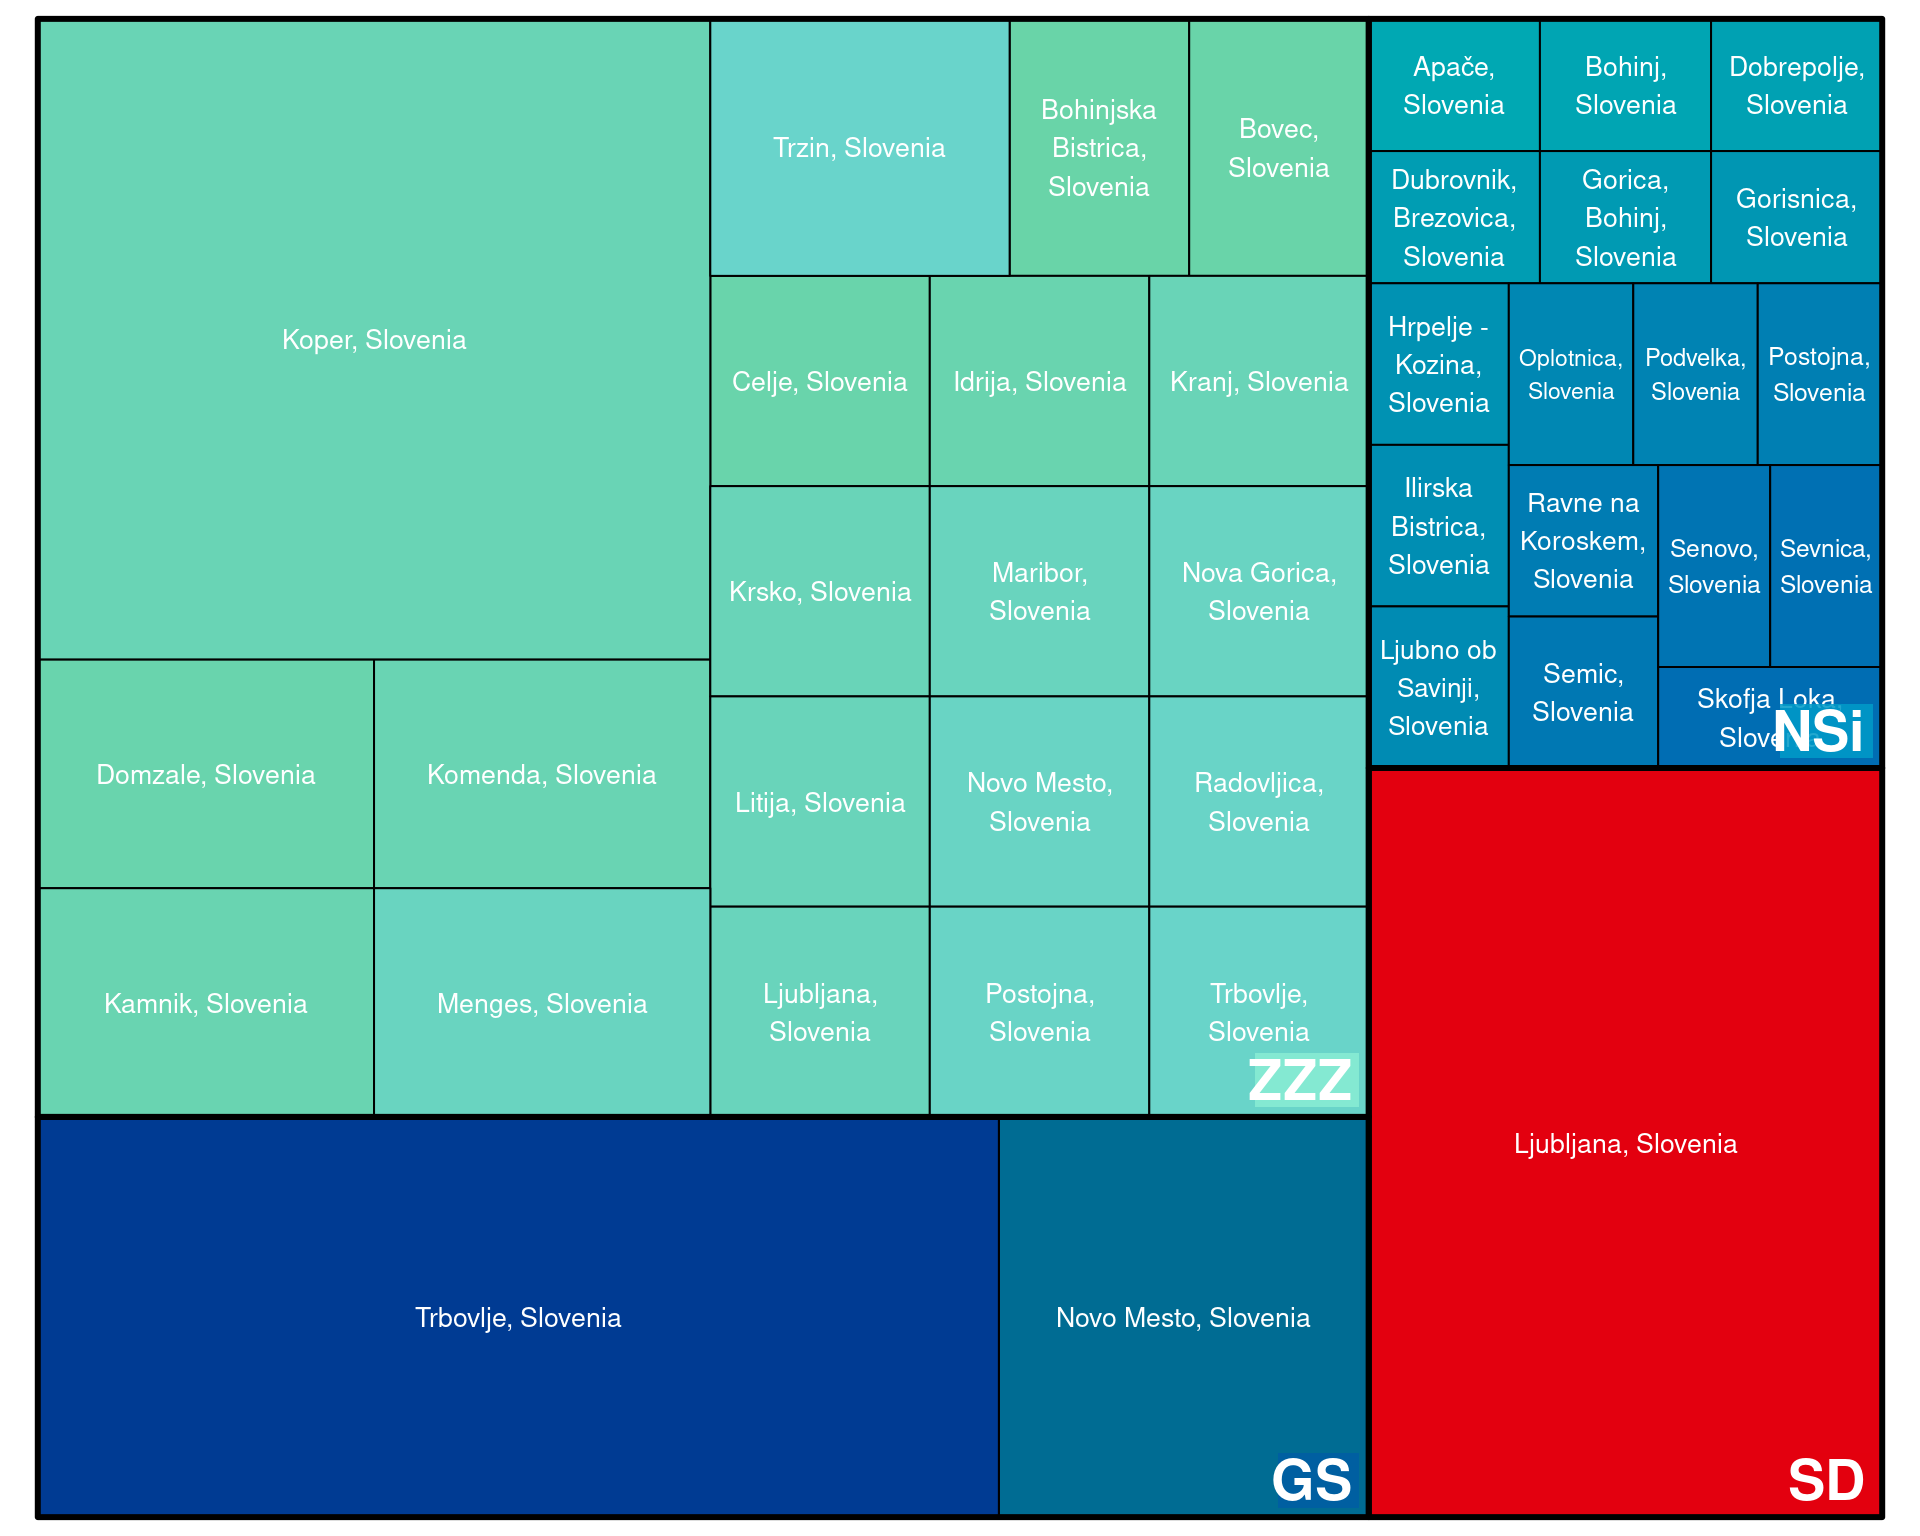 Koper, Slovenia
Domzale, Slovenia
Komenda, Slovenia
Kamnik, Slovenia
Menges, Slovenia
Trzin, Slovenia
Bohinjska
Bistrica,
Slovenia
Bovec,
Slovenia
Celje, Slovenia
Idrija, Slovenia
Kranj, Slovenia
Krsko, Slovenia
Maribor,
Slovenia
Nova Gorica,
Slovenia
Litija, Slovenia
Novo Mesto,
Slovenia
Radovljica,
Slovenia
Ljubljana,
Slovenia
Postojna,
Slovenia
Trbovlje,
Slovenia
ZZZ
Trbovlje, Slovenia
Novo Mesto, Slovenia
GS
Apače,
Slovenia
Bohinj,
Slovenia
Dobrepolje,
Slovenia
Dubrovnik,
Brezovica,
Slovenia
Gorica,
Bohinj,
Slovenia
Gorisnica,
Slovenia
Hrpelje -
Kozina,
Slovenia
Ilirska
Bistrica,
Slovenia
Ljubno ob
Savinji,
Slovenia
Oplotnica,
Slovenia
Podvelka,
Slovenia
Postojna,
Slovenia
Ravne na
Koroskem,
Slovenia
Semic,
Slovenia
Senovo,
Slovenia
Sevnica,
Slovenia
Skofja Loka,
Slovenia
NSi
Ljubljana, Slovenia
SD